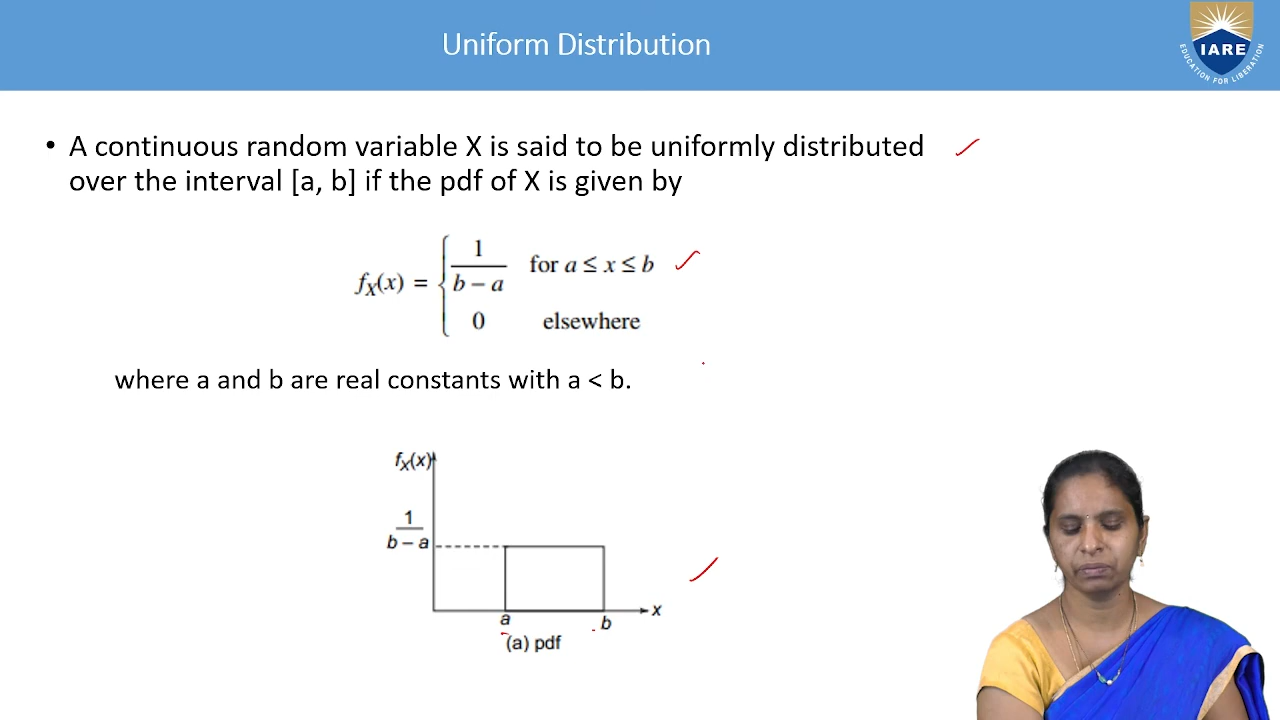 Uniform Distribution
IARE
EDUCATION FOR LIBERATION
• A continuous random variable X is said to be uniformly distributed
over the interval [a, b] if the pdf of X is given by
fX(x) = { 1/(b – a) for a ≤ x ≤ b
0 elsewhere
where a and b are real constants with a < b.
fX(x)
1/(b – a)
a
b
x
(a) pdf